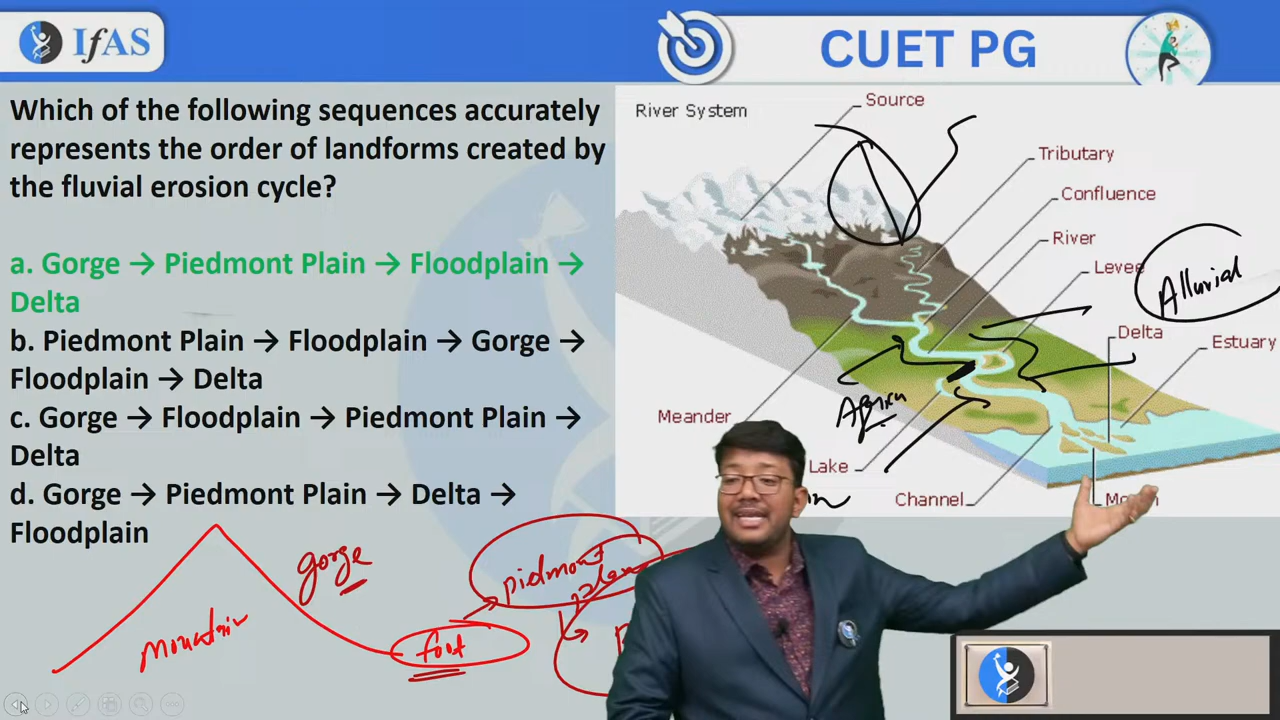 IfAS
CUET PG
Which of the following sequences accurately
represents the order of landforms created by
the fluvial erosion cycle?
a. Gorge → Piedmont Plain → Floodplain →
Delta
b. Piedmont Plain → Floodplain → Gorge →
Floodplain → Delta
c. Gorge → Floodplain → Piedmont Plain →
Delta
d. Gorge → Piedmont Plain → Delta →
Floodplain
River System
Source
Tributary
Confluence
River
Levee
Alluvial
Delta
Estuary
Meander
Lake
Channel
gorge
mountain
foot
piedmont